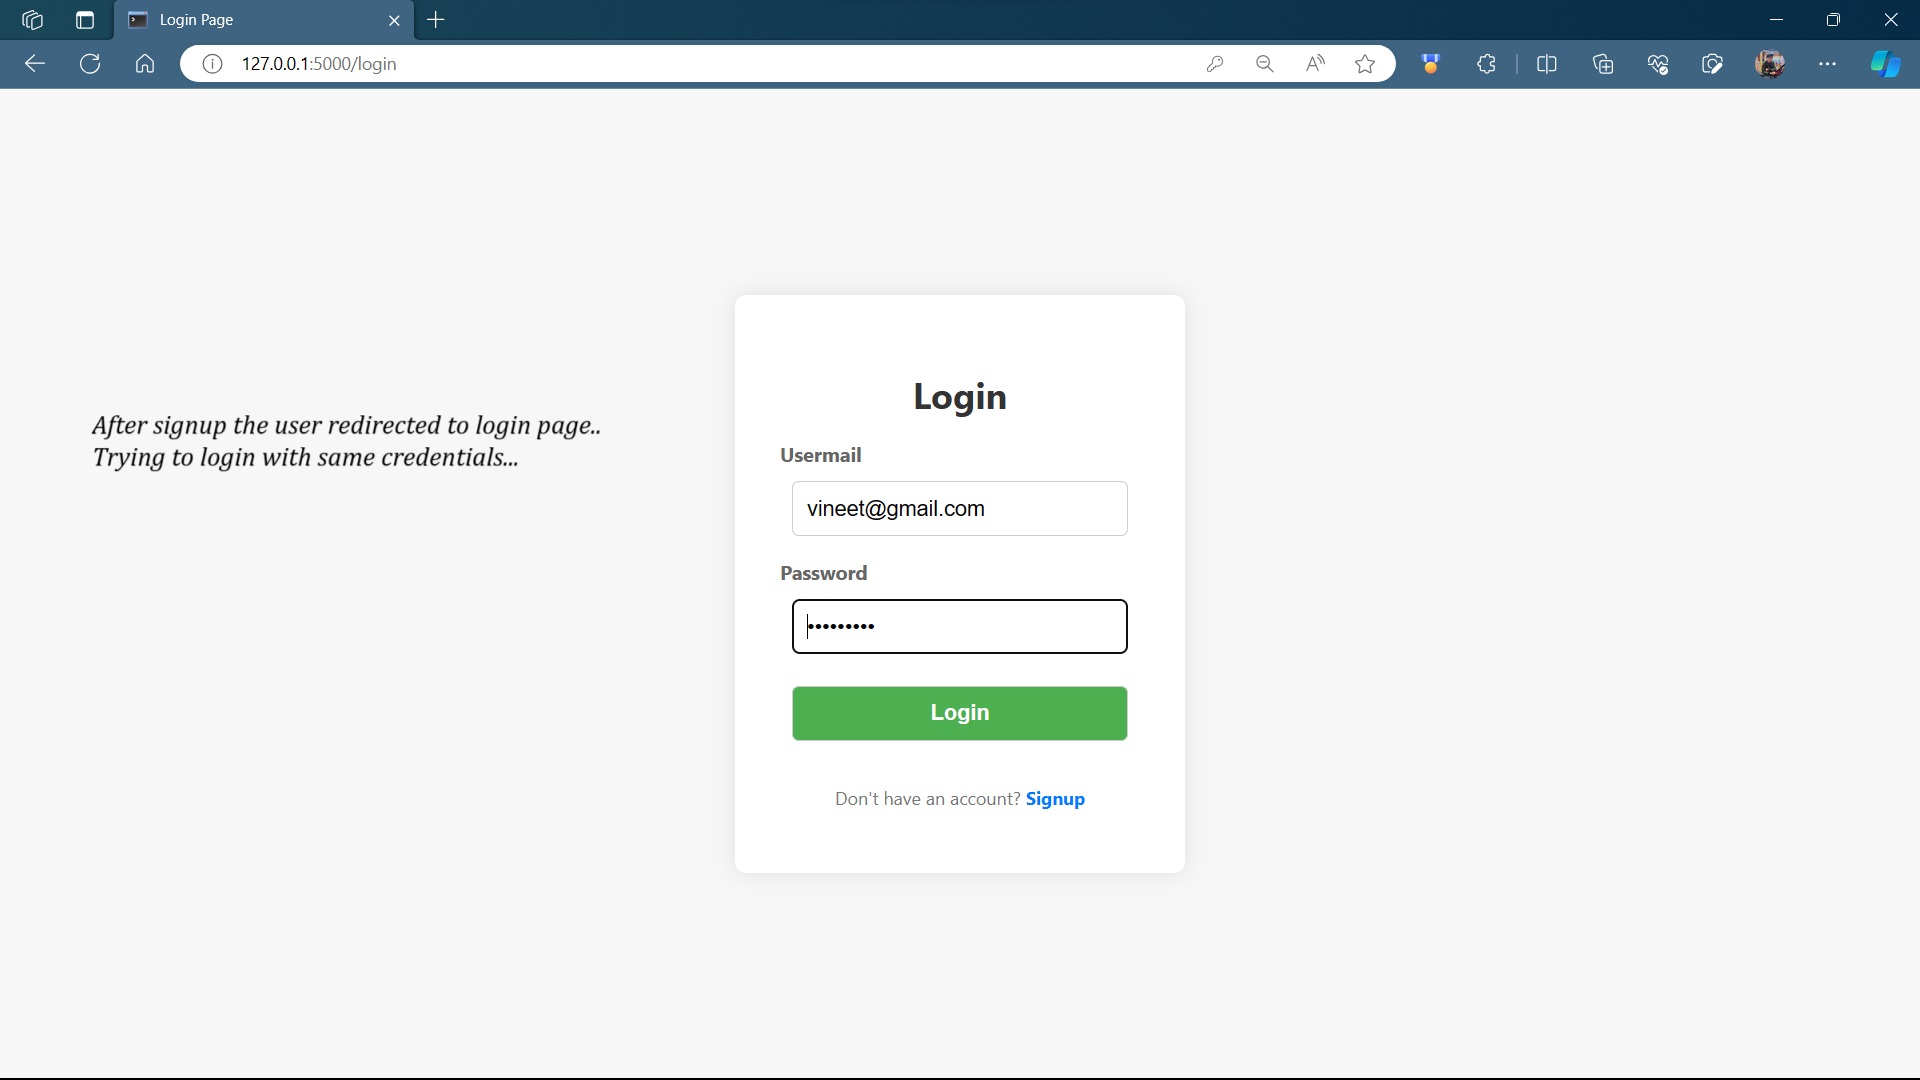 Login Page
127.0.0.1:5000/login
After signup the user redirected to login page..
Trying to login with same credentials...
Login
Usermail
vineet@gmail.com
Password
•••••••••
Login
Don't have an account? Signup